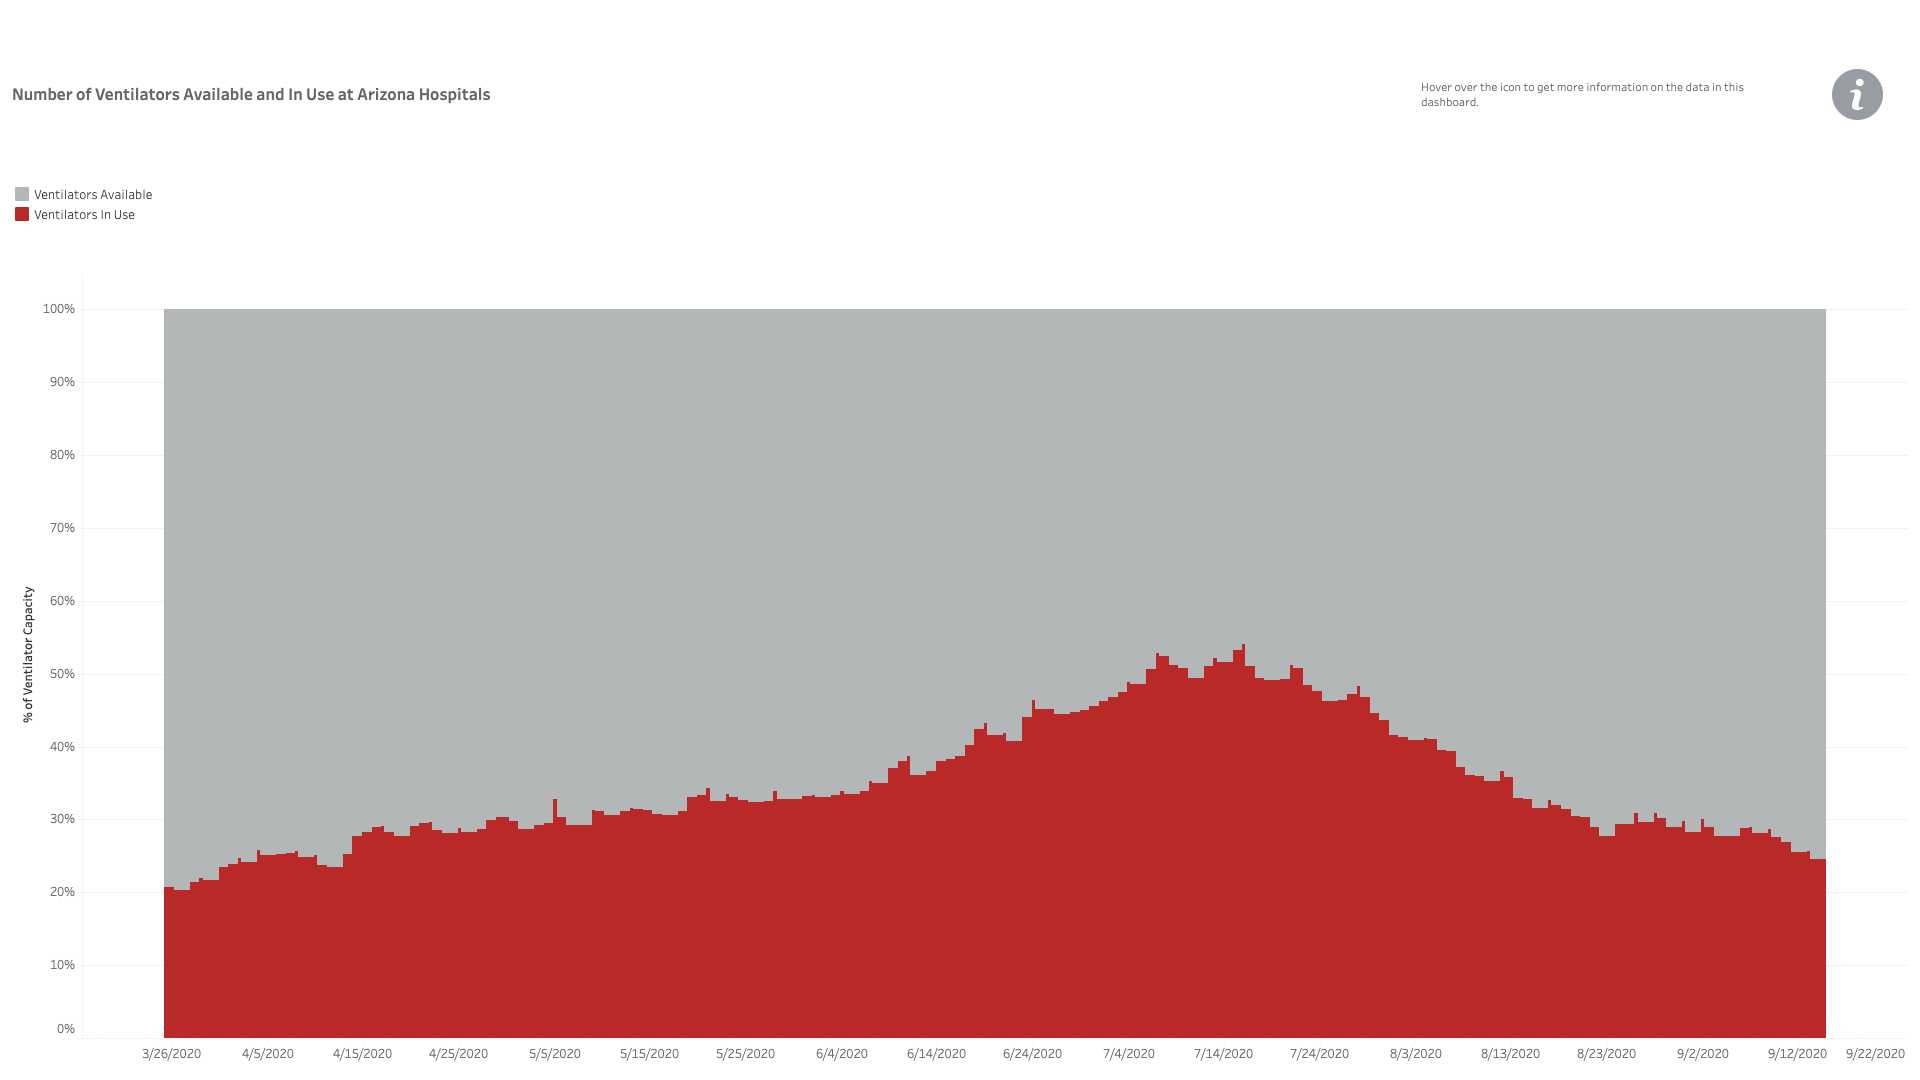 Number of Ventilators Available and In Use at Arizona Hospitals
Hover over the icon to get more information on the data in this
dashboard.
i
Ventilators Available
Ventilators In Use
% of Ventilator Capacity
100%
90%
80%
70%
60%
50%
40%
30%
20%
10%
0%
3/26/2020 4/5/2020 4/15/2020 4/25/2020 5/5/2020 5/15/2020 5/25/2020 6/4/2020 6/14/2020 6/24/2020 7/4/2020 7/14/2020 7/24/2020 8/3/2020 8/13/2020 8/23/2020 9/2/2020 9/12/2020 9/22/2020